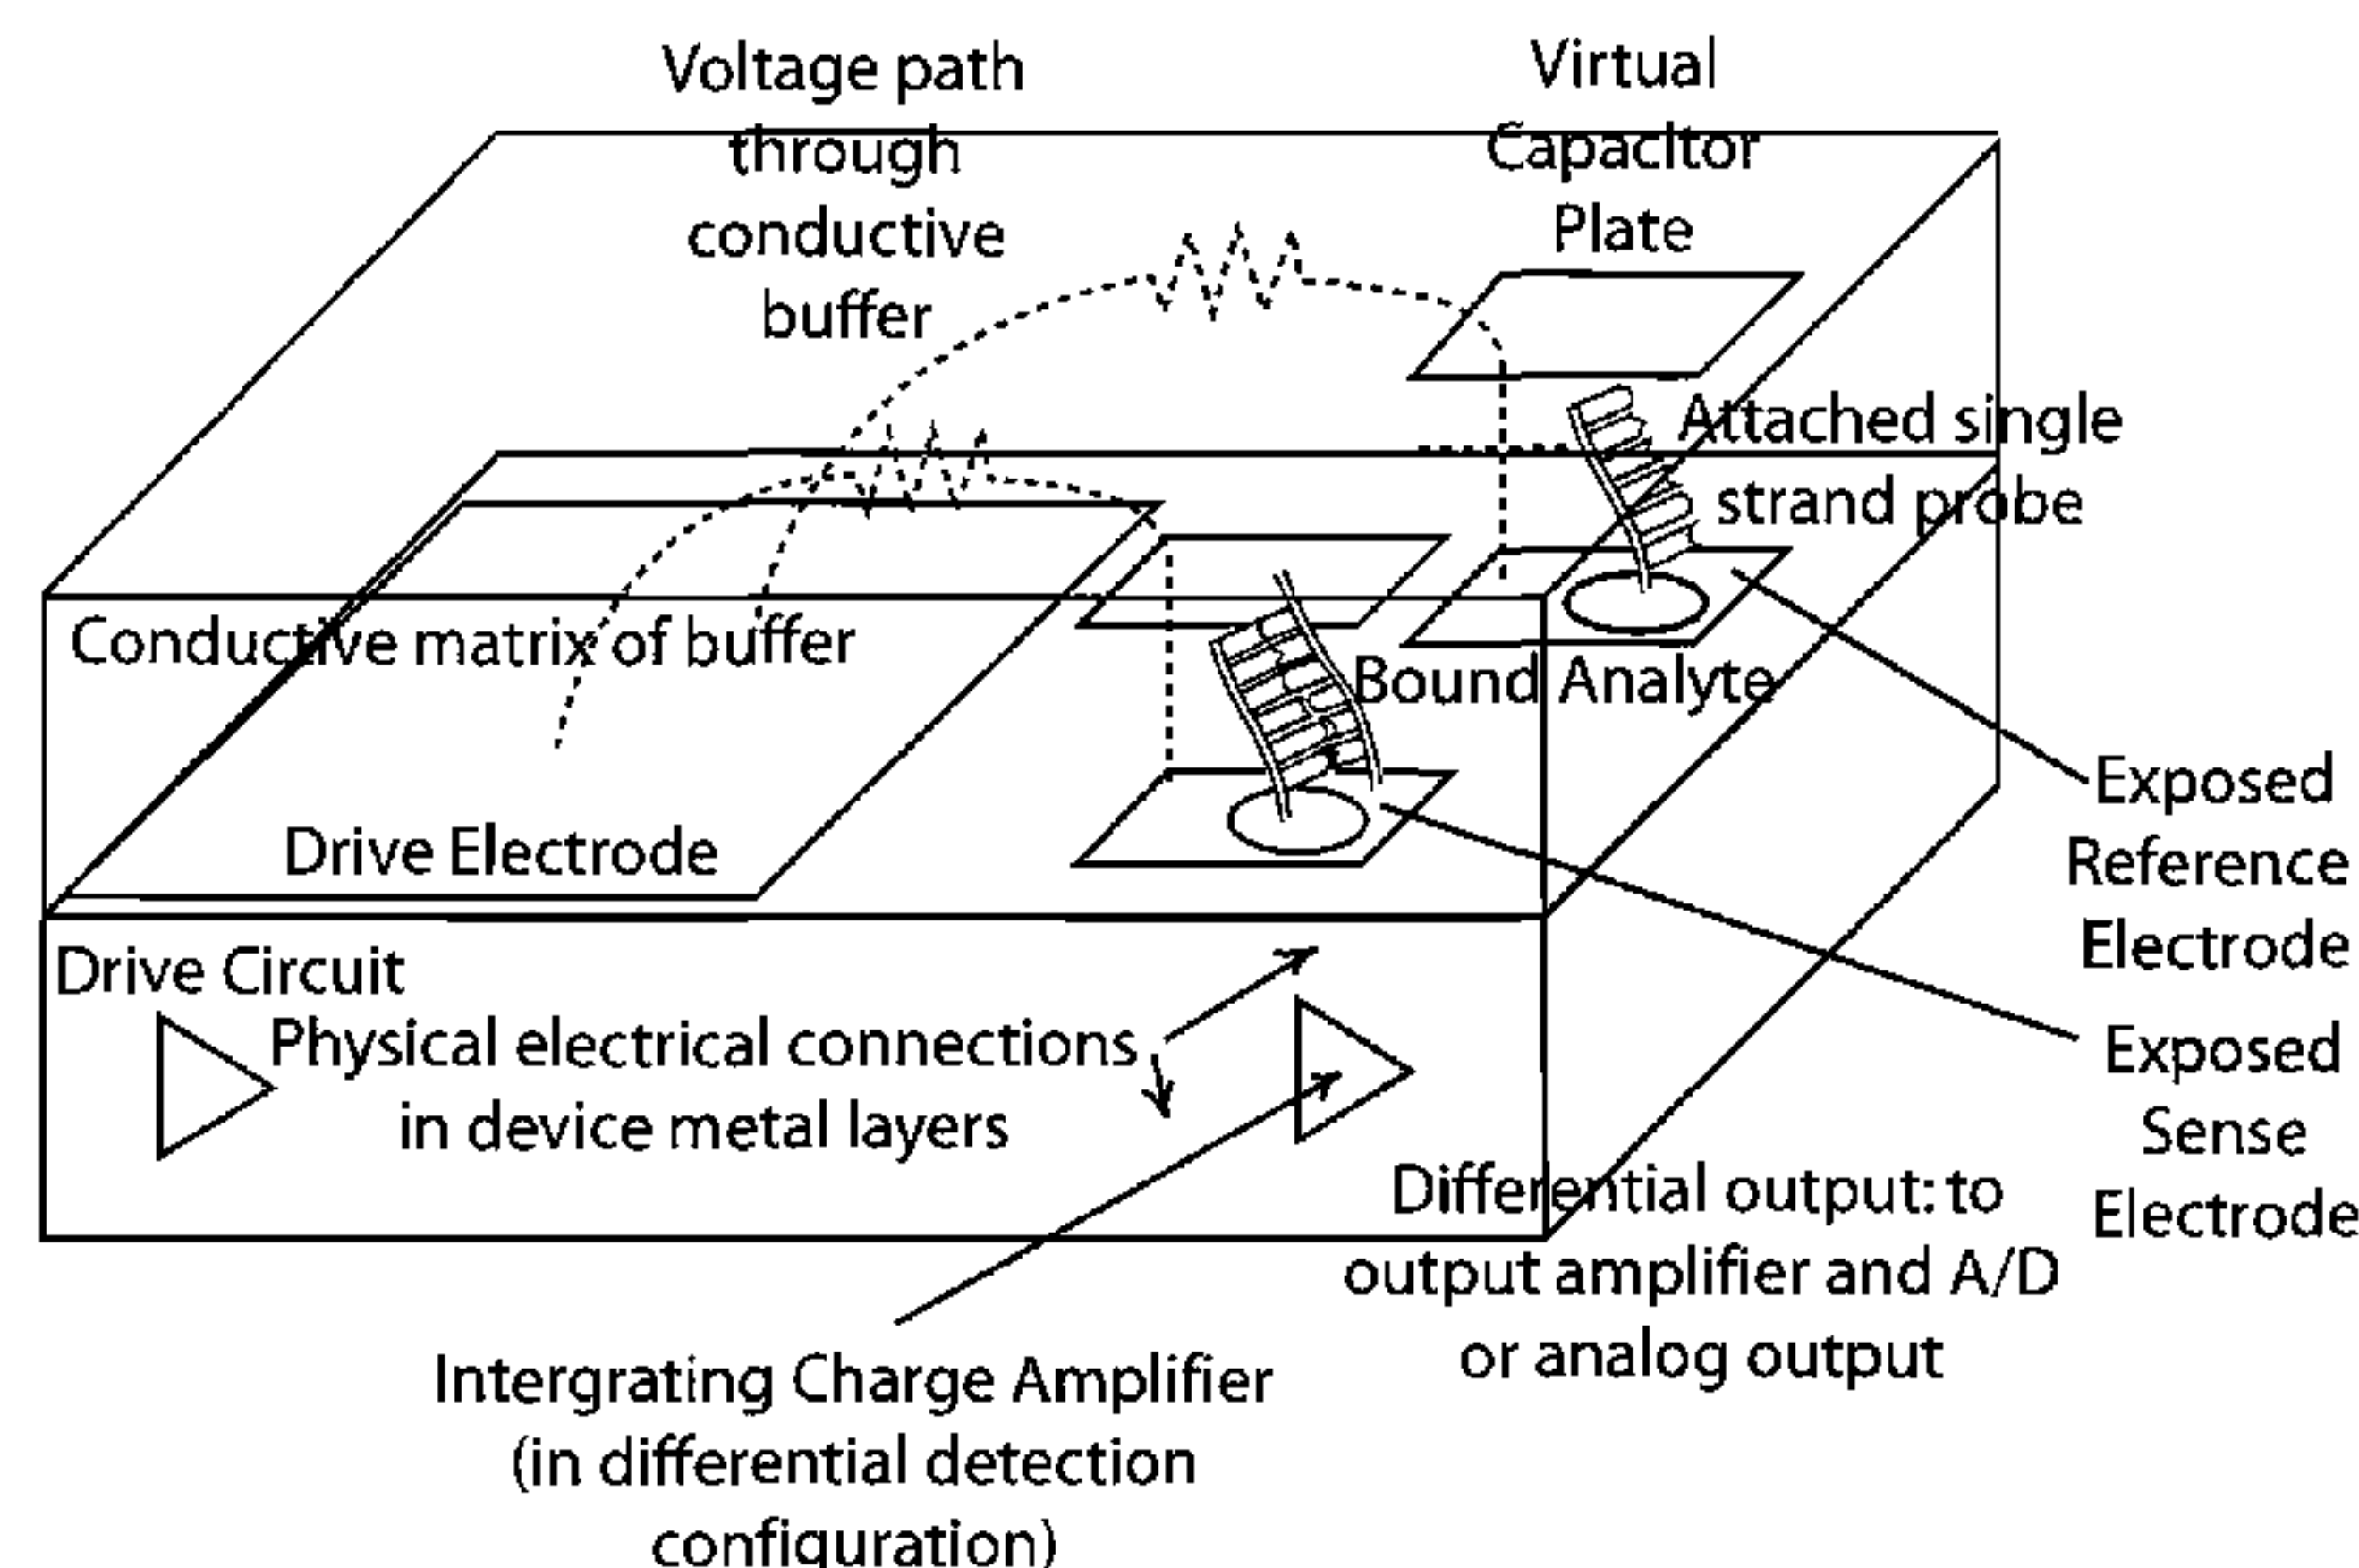 Voltage path
through
conductive
buffer
Virtual
Capacitor
Plate
Attached single
strand probe
Conductive matrix of buffer
Bound Analyte
Drive Electrode
Exposed
Reference
Electrode
Drive Circuit
Physical electrical connections
in device metal layers
Exposed
Sense
Electrode
Differential output: to
output amplifier and A/D
or analog output
Intergrating Charge Amplifier
(in differential detection
configuration)